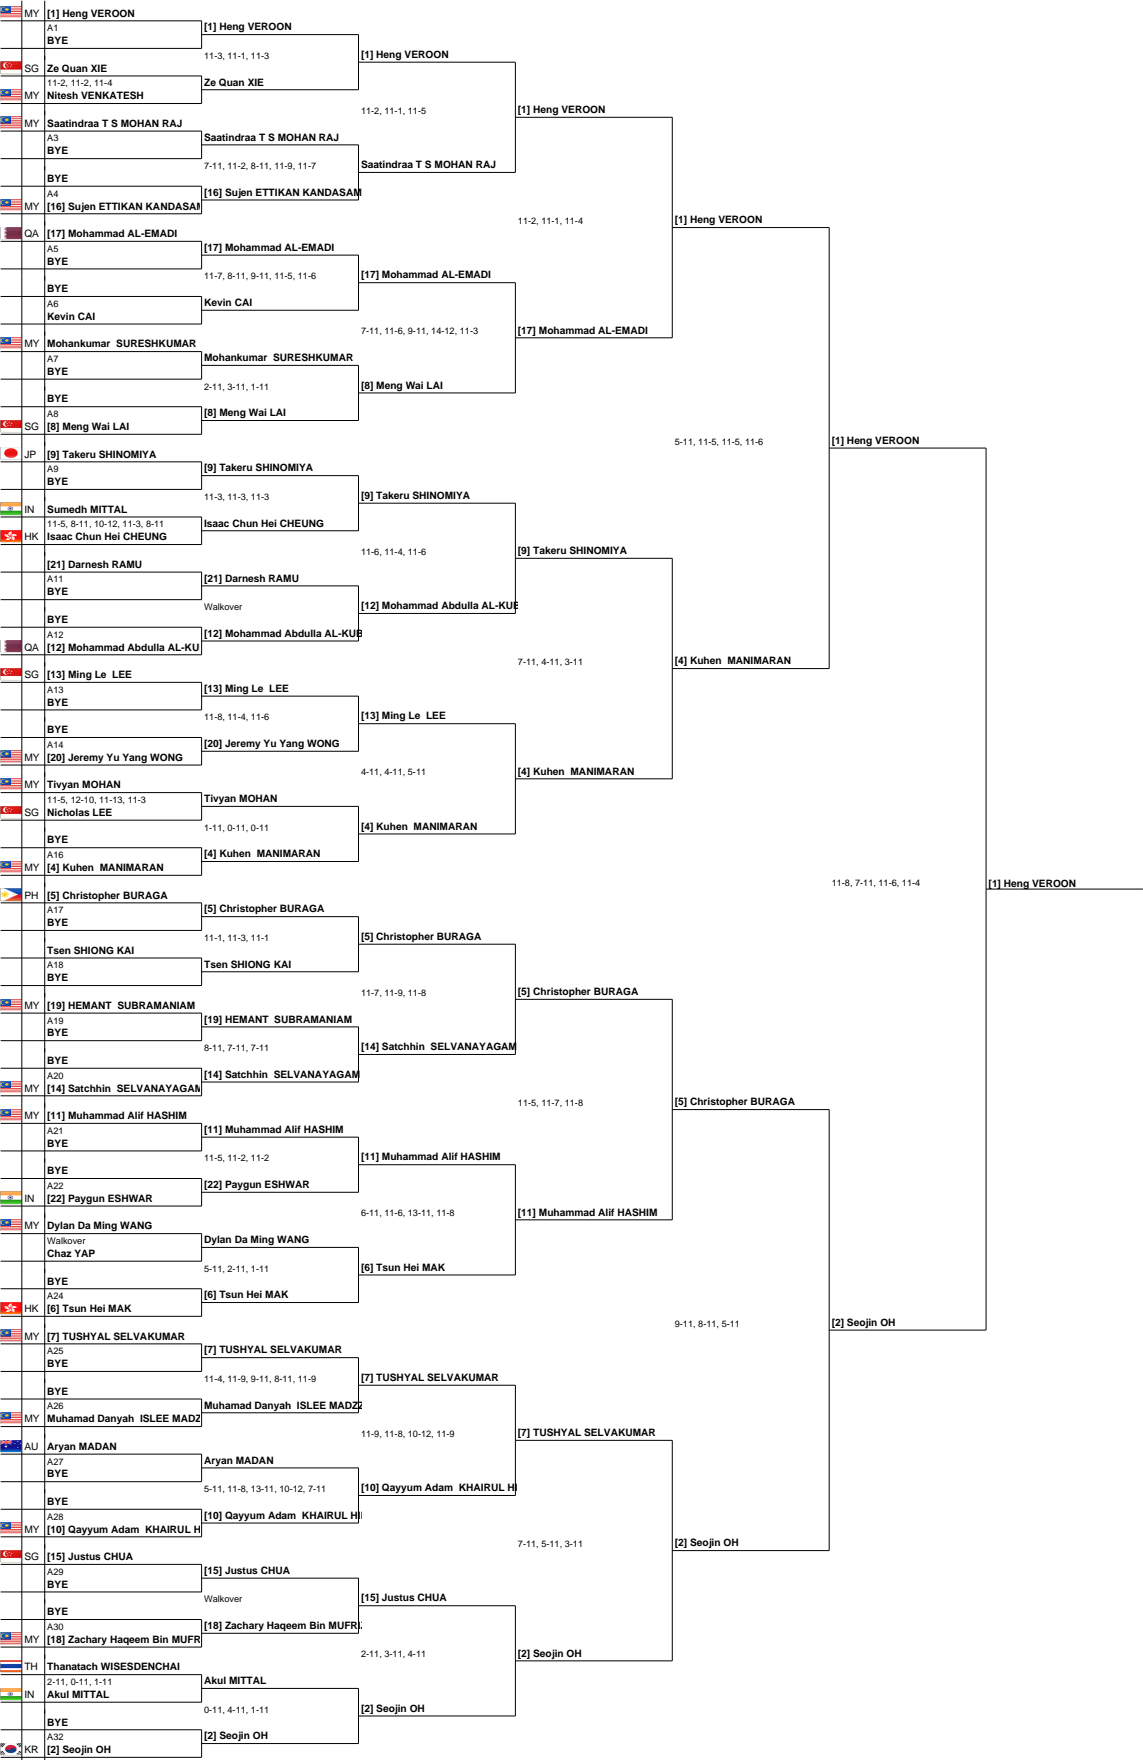 MY [1] Heng VEROON
A1
BYE
SG Ze Quan XIE
11-2, 11-2, 11-4
MY Nitesh VENKATESH
MY Saatindraa T S MOHAN RAJ
A3
BYE
BYE
A4
MY [16] Sujen ETTIKAN KANDASA
QA [17] Mohammad AL-EMADI
A5
BYE
BYE
A6
Kevin CAI
MY Mohankumar SURESHKUMAR
A7
BYE
BYE
A8
SG [8] Meng Wai LAI
JP [9] Takeru SHINOMIYA
A9
BYE
IN Sumedh MITTAL
11-5, 8-11, 10-12, 11-3, 8-11
HK Isaac Chun Hei CHEUNG
[21] Darnesh RAMU
A11
BYE
BYE
A12
QA [12] Mohammad Abdulla AL-KU
SG [13] Ming Le LEE
A13
BYE
BYE
A14
MY [20] Jeremy Yu Yang WONG
MY Tivyan MOHAN
11-5, 12-10, 11-13, 11-3
SG Nicholas LEE
BYE
A16
MY [4] Kuhen MANIMARAN
PH [5] Christopher BURAGA
A17
BYE
Tsen SHIONG KAI
A18
BYE
MY [19] HEMANT SUBRAMANIAM
A19
BYE
BYE
A20
MY [14] Satchhin SELVANAYAGAM
MY [11] Muhammad Alif HASHIM
A21
BYE
BYE
A22
IN [22] Paygun ESHWAR
MY Dylan Da Ming WANG
Walkover
Chaz YAP
BYE
A24
HK [6] Tsun Hei MAK
MY [7] TUSHYAL SELVAKUMAR
A25
BYE
BYE
A26
MY Muhamad Danyah ISLEE MADZ
AU Aryan MADAN
A27
BYE
BYE
A28
MY [10] Qayyum Adam KHAIRUL H
SG [15] Justus CHUA
A29
BYE
BYE
A30
MY [18] Zachary Haqeem Bin MUFR
TH Thanatach WISESDENCHAI
2-11, 0-11, 1-11
IN Akul MITTAL
BYE
A32
KR [2] Seojin OH
[1] Heng VEROON
11-3, 11-1, 11-3
Ze Quan XIE
Saatindraa T S MOHAN RAJ
7-11, 11-2, 8-11, 11-9, 11-7
[16] Sujen ETTIKAN KANDASAM
[17] Mohammad AL-EMADI
11-7, 8-11, 9-11, 11-5, 11-6
Kevin CAI
Mohankumar SURESHKUMAR
2-11, 3-11, 1-11
[8] Meng Wai LAI
[9] Takeru SHINOMIYA
11-3, 11-3, 11-3
Isaac Chun Hei CHEUNG
[21] Darnesh RAMU
Walkover
[12] Mohammad Abdulla AL-KUB
[13] Ming Le LEE
11-8, 11-4, 11-6
[20] Jeremy Yu Yang WONG
Tivyan MOHAN
1-11, 0-11, 0-11
[4] Kuhen MANIMARAN
[5] Christopher BURAGA
11-1, 11-3, 11-1
Tsen SHIONG KAI
[19] HEMANT SUBRAMANIAM
8-11, 7-11, 7-11
[14] Satchhin SELVANAYAGAM
[11] Muhammad Alif HASHIM
11-5, 11-2, 11-2
[22] Paygun ESHWAR
Dylan Da Ming WANG
5-11, 2-11, 1-11
[6] Tsun Hei MAK
[7] TUSHYAL SELVAKUMAR
11-4, 11-9, 9-11, 8-11, 11-9
Muhamad Danyah ISLEE MADZ
Aryan MADAN
5-11, 11-8, 13-11, 10-12, 7-11
[10] Qayyum Adam KHAIRUL HI
[15] Justus CHUA
Walkover
[18] Zachary Haqeem Bin MUFR
Akul MITTAL
0-11, 4-11, 1-11
[2] Seojin OH
[1] Heng VEROON
11-2, 11-1, 11-5
Saatindraa T S MOHAN RAJ
[17] Mohammad AL-EMADI
7-11, 11-6, 9-11, 14-12, 11-3
[8] Meng Wai LAI
[9] Takeru SHINOMIYA
11-6, 11-4, 11-6
[12] Mohammad Abdulla AL-KUB
[13] Ming Le LEE
4-11, 4-11, 5-11
[4] Kuhen MANIMARAN
[5] Christopher BURAGA
11-7, 11-9, 11-8
[14] Satchhin SELVANAYAGAM
[11] Muhammad Alif HASHIM
6-11, 11-6, 13-11, 11-8
[6] Tsun Hei MAK
[7] TUSHYAL SELVAKUMAR
11-9, 11-8, 10-12, 11-9
[10] Qayyum Adam KHAIRUL HI
[15] Justus CHUA
2-11, 3-11, 4-11
[2] Seojin OH
[1] Heng VEROON
11-2, 11-1, 11-4
[17] Mohammad AL-EMADI
[9] Takeru SHINOMIYA
7-11, 4-11, 3-11
[4] Kuhen MANIMARAN
[5] Christopher BURAGA
11-5, 11-7, 11-8
[11] Muhammad Alif HASHIM
[7] TUSHYAL SELVAKUMAR
7-11, 5-11, 3-11
[2] Seojin OH
[1] Heng VEROON
5-11, 11-5, 11-5, 11-6
[4] Kuhen MANIMARAN
[5] Christopher BURAGA
9-11, 8-11, 5-11
[2] Seojin OH
[1] Heng VEROON
11-8, 7-11, 11-6, 11-4
[2] Seojin OH
[1] Heng VEROON